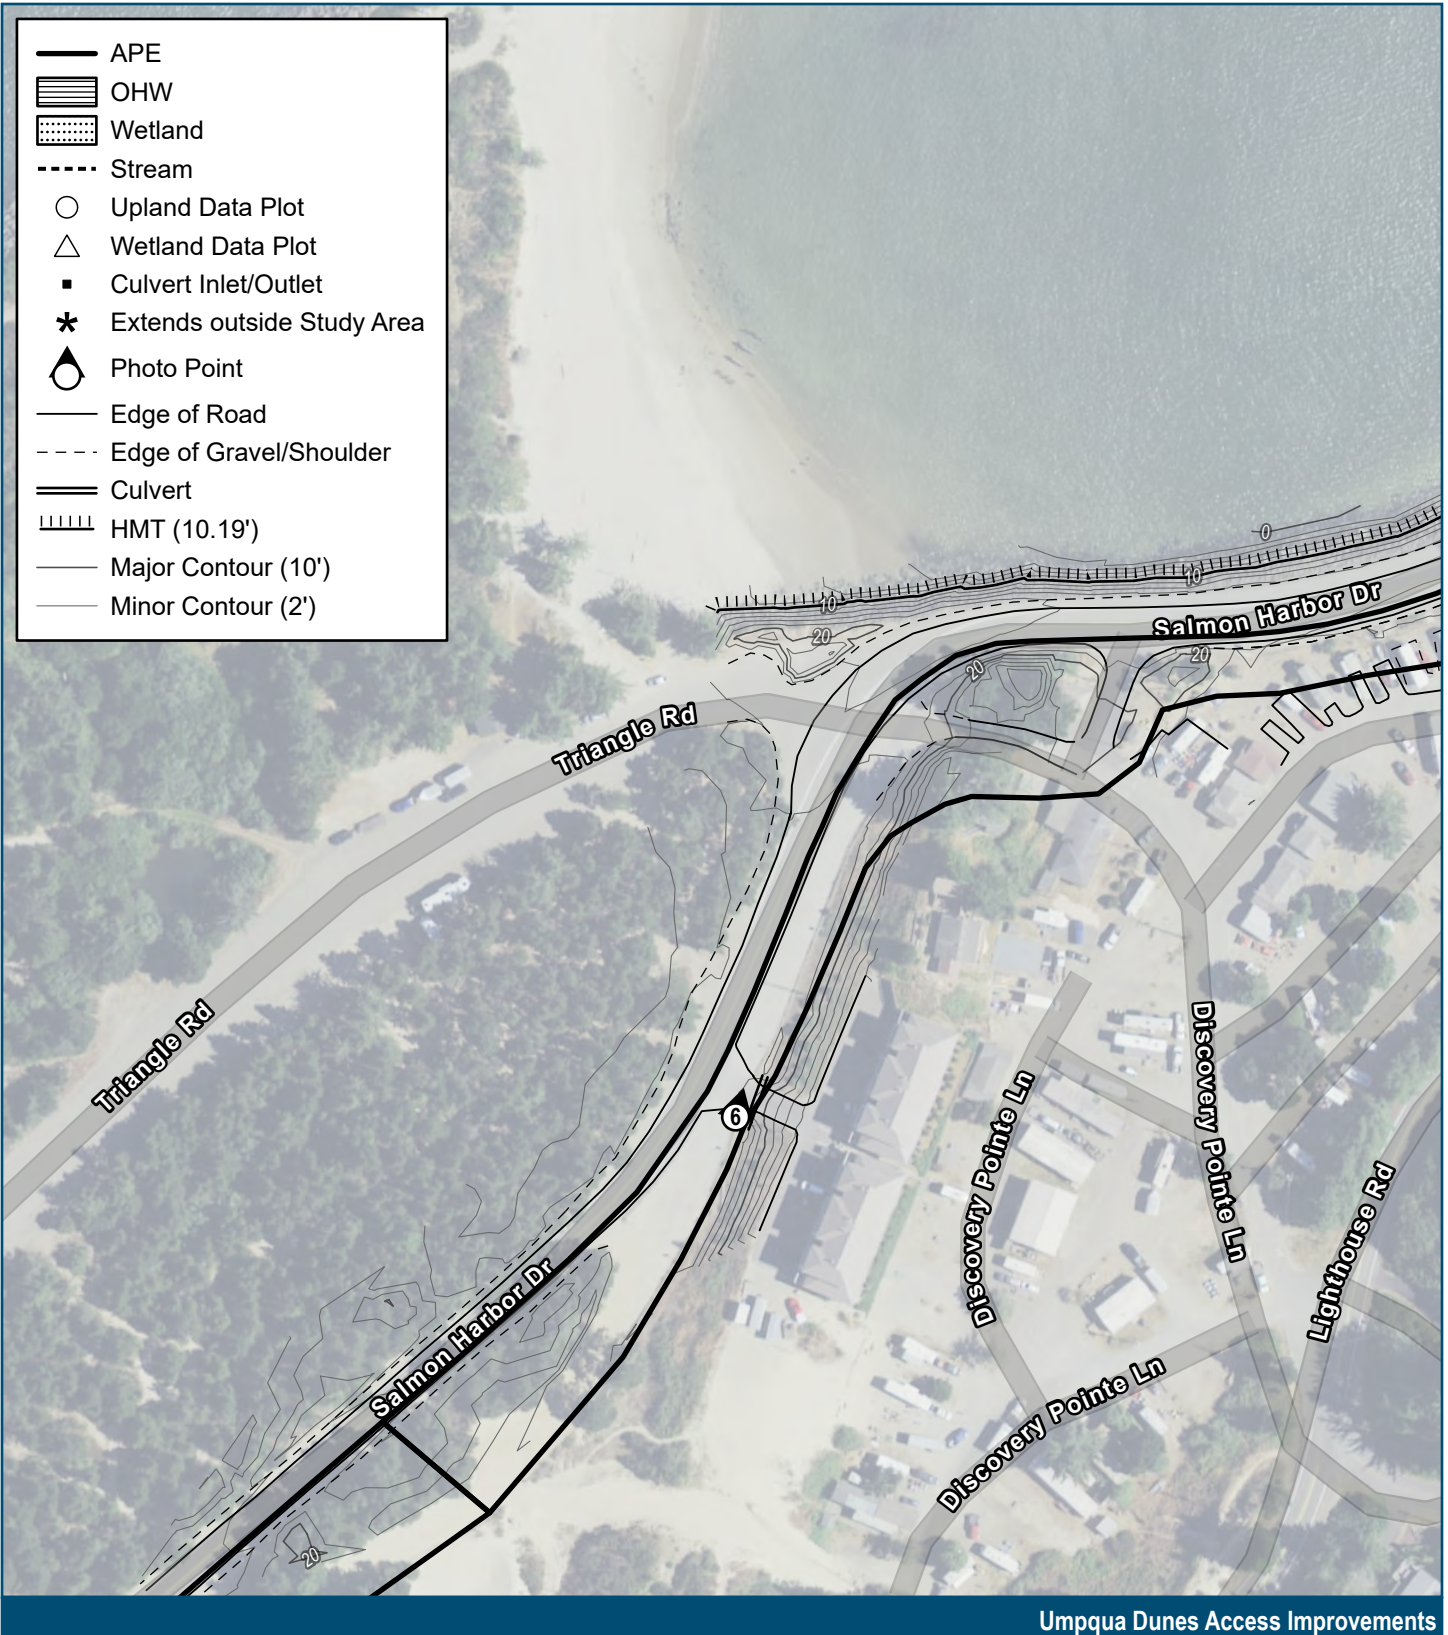 APE
OHW
Wetland
Stream
Upland Data Plot
Wetland Data Plot
Culvert Inlet/Outlet
Extends outside Study Area
Photo Point
Edge of Road
Edge of Gravel/Shoulder
Culvert
HMT (10.19')
Major Contour (10')
Minor Contour (2')
0
10
10
Salmon Harbor Dr
20
20
20
Triangle Rd
Triangle Rd
Discovery Pointe Ln
Discovery Pointe Ln
6
Lighthouse Rd
Salmon Harbor Dr
Discovery Pointe Ln
20
Umpqua Dunes Access Improvements